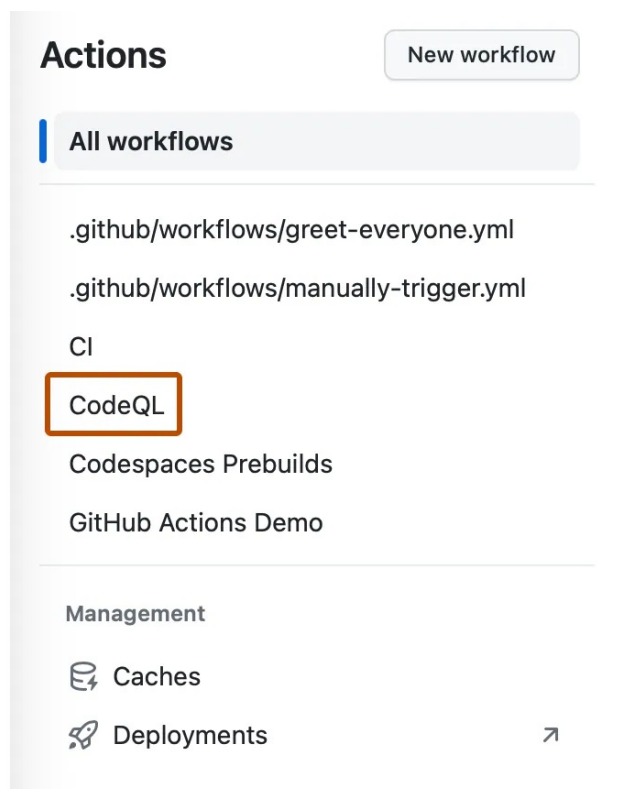 Actions
New workflow
All workflows
.github/workflows/greet-everyone.yml
.github/workflows/manually-trigger.yml
CI
CodeQL
Codespaces Prebuilds
GitHub Actions Demo
Management
Caches
Deployments